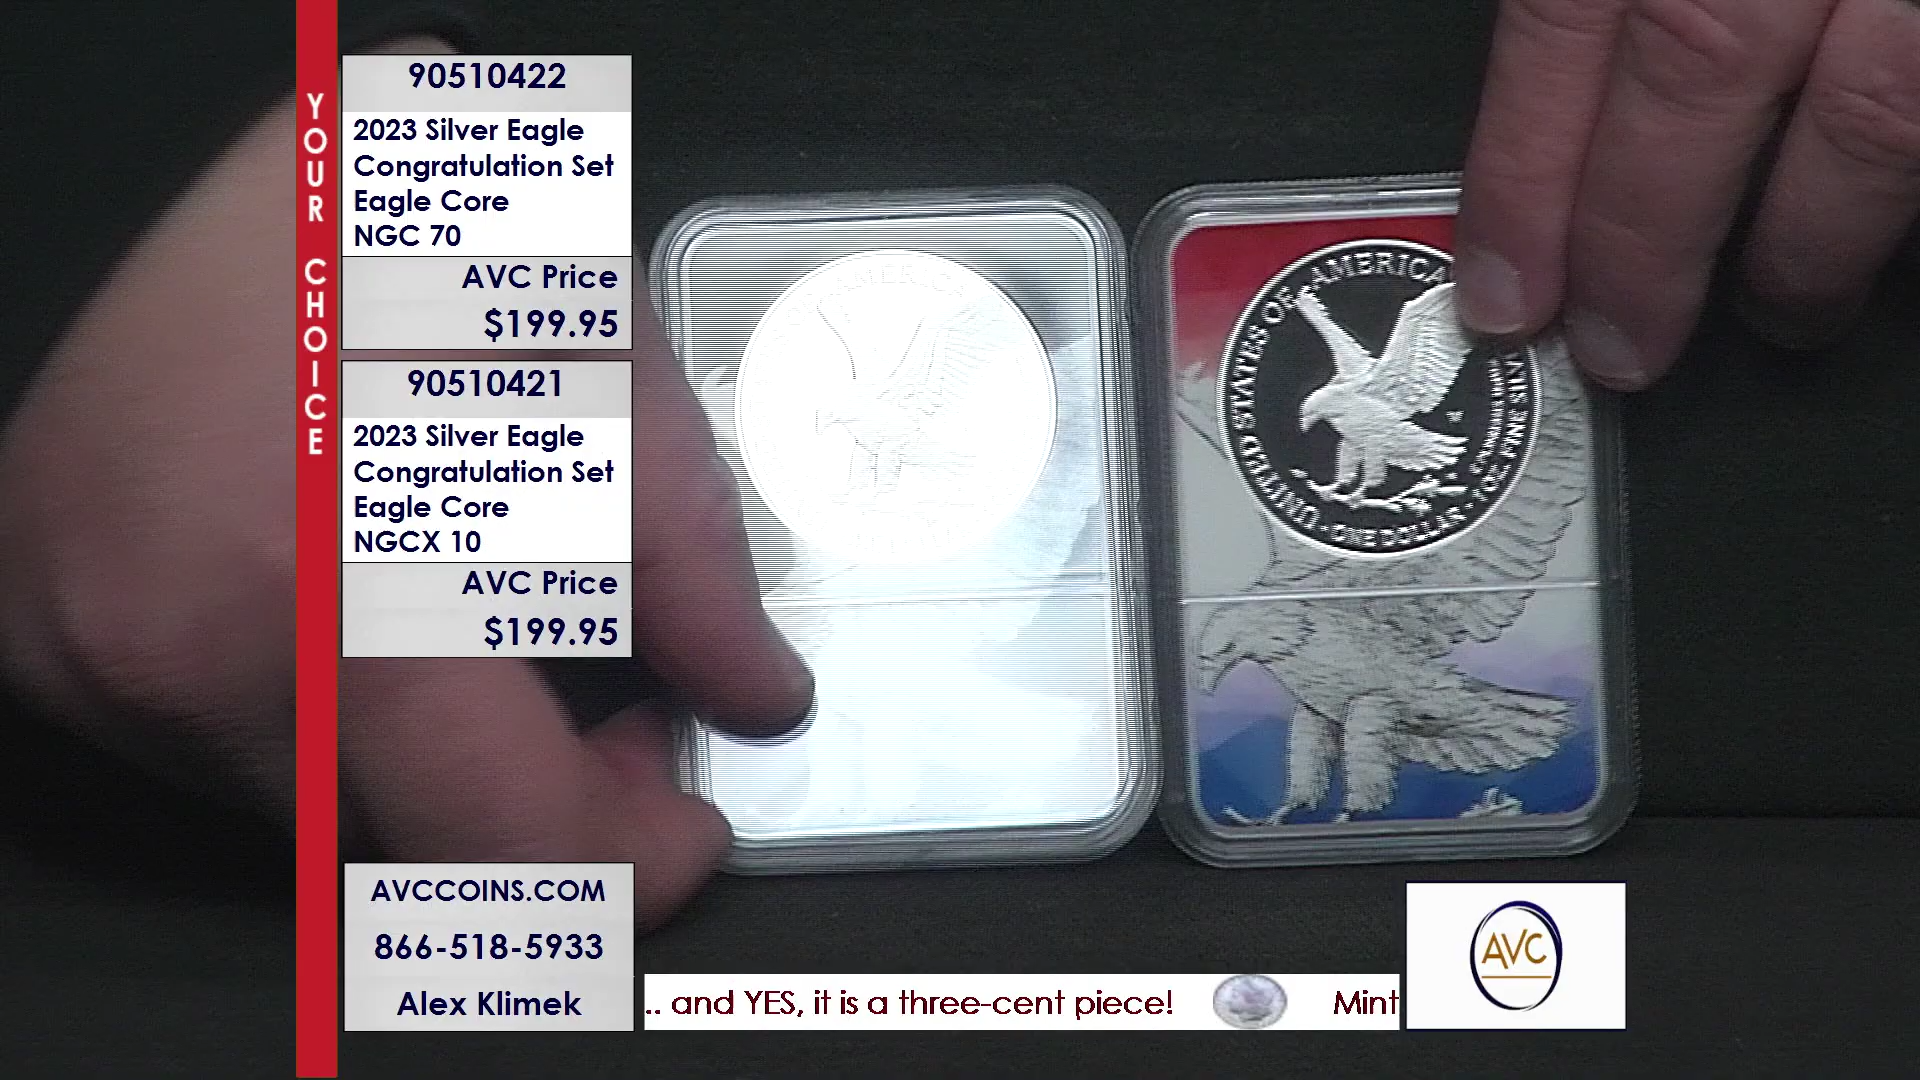 YOUR CHOICE
90510422
2023 Silver Eagle
Congratulation Set
Eagle Core
NGC 70
AVC Price
$199.95
90510421
2023 Silver Eagle
Congratulation Set
Eagle Core
NGCX 10
AVC Price
$199.95
AVCCOINS.COM
866-518-5933
Alex Klimek
.. and YES, it is a three-cent piece!
Mint
AVC
AMERICA
UNITED STATES OF AMERICA
1 OZ. FINE SILV
ONE DOLLAR